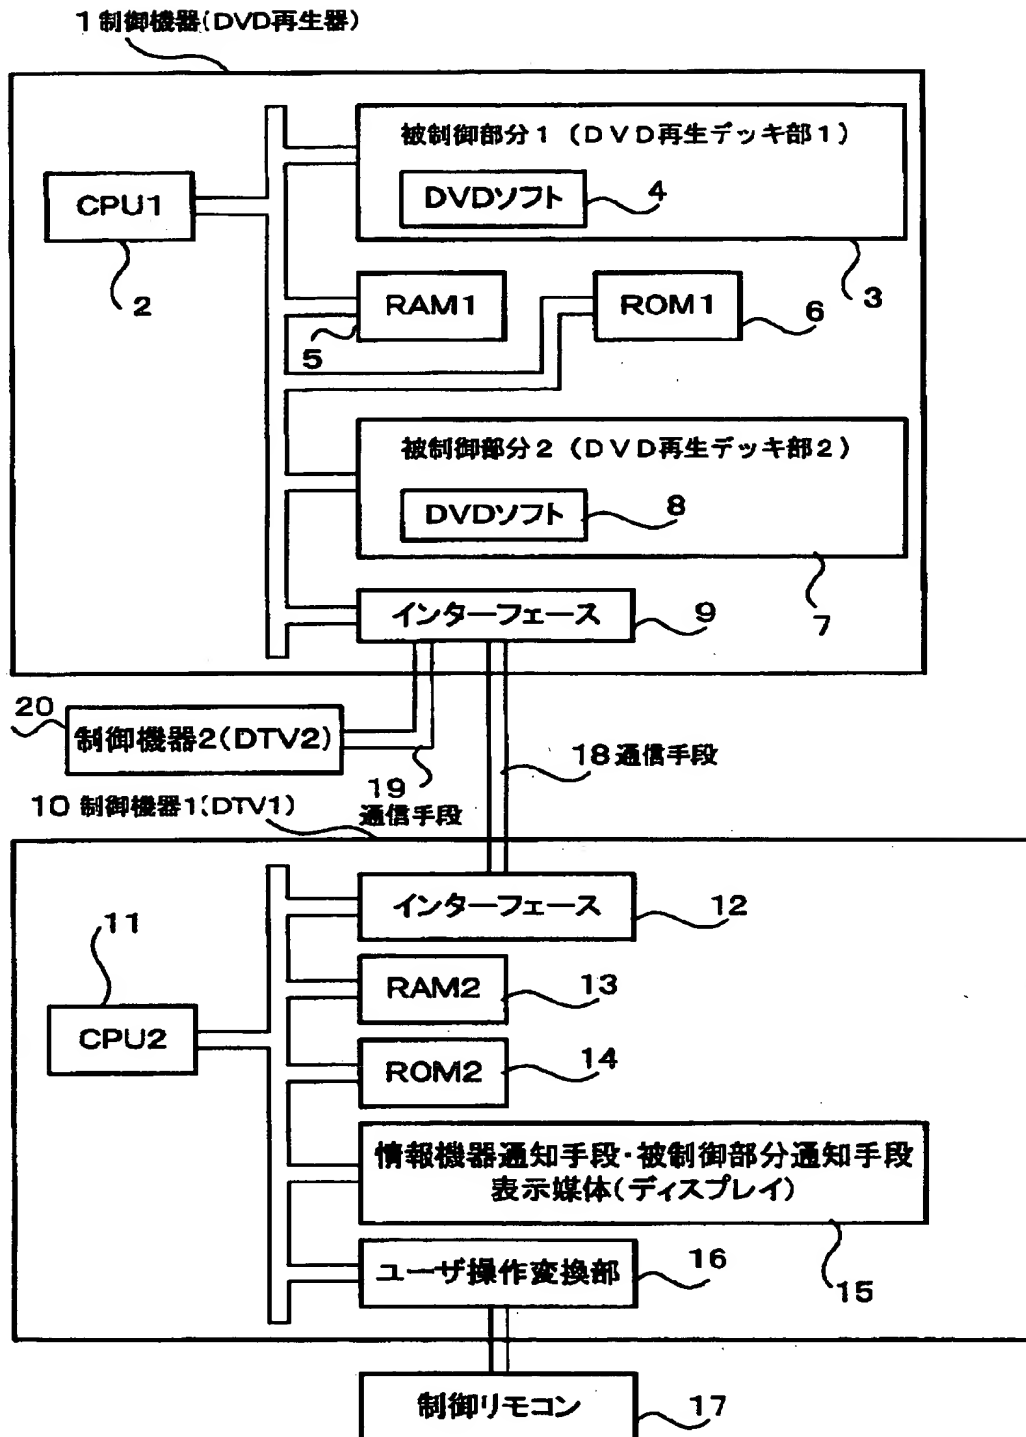 1 制御機器(DVD再生器)
被制御部分1(DVD再生デッキ部1)
CPU1
DVDソフト
4
2
3
RAM1
ROM1
5
6
被制御部分2(DVD再生デッキ部2)
DVDソフト
8
7
インターフェース
9
20
制御機器2(DTV2)
18 通信手段
19
通信手段
10 制御機器1(DTV1)
インターフェース
12
11
RAM2
13
CPU2
ROM2
14
情報機器通知手段・被制御部分通知手段
表示媒体(ディスプレイ)
15
ユーザ操作変換部
16
制御リモコン
17